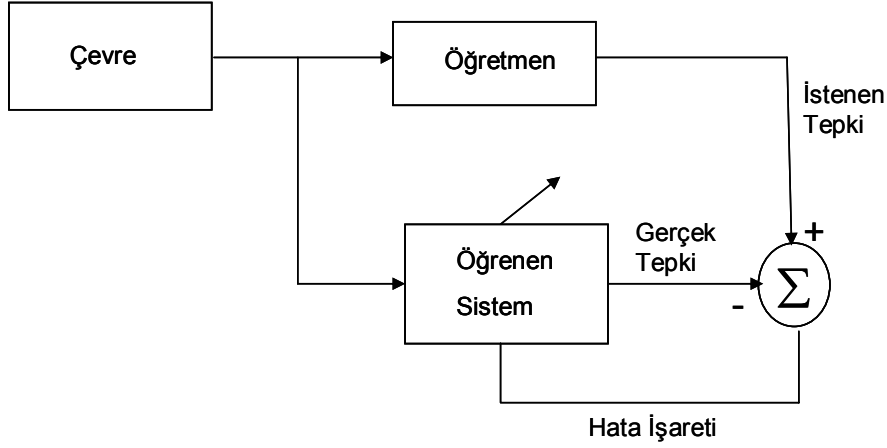 Çevre
Öğretmen
İstenen
Tepki
Öğrenen
Sistem
Gerçek
Tepki
+
-
Σ
Hata İşareti